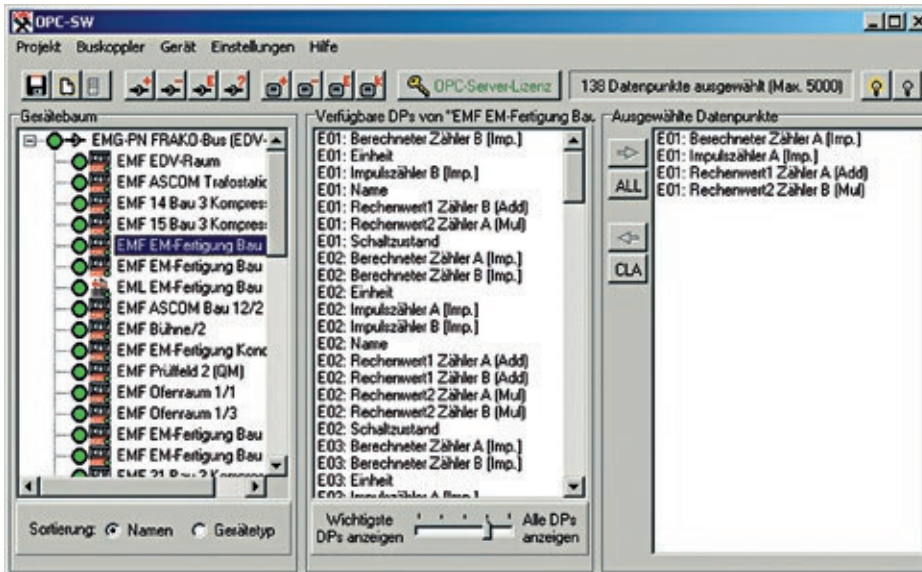 OPC-SW
Projekt Buskoppler Gerät Einstellungen Hilfe
OPC-Server-Lizenz
138 Datenpunkte ausgewählt (Max. 5000)
Gerätebaum
EMG-PN FRAKO-Bus (EDV-
EMF EDV-Raum
EMF ASCOM Trafostatic
EMF 14 Bau 3 Kompres
EMF 15 Bau 3 Kompres
EMF EM-Fertigung Bau
EMF EM-Fertigung Bau
EML EM-Fertigung Bau
EMF ASCOM Bau 12/2
EMF Bühne/2
EMF EM-Fertigung Kond
EMF Prüffeld 2 (QM)
EMF Ofenraum 1/1
EMF Ofenraum 1/3
EMF EM-Fertigung Bau
EMF EM-Fertigung Bau
EMF 21 Bau 3 Kompres
Sortierung: Namen Gerätetyp
Verfügbare DPs von "EMF EM-Fertigung Bau
E01: Berechneter Zähler B [Imp.]
E01: Einheit
E01: Impulszähler B [Imp.]
E01: Name
E01: Rechenwert1 Zähler B (Add)
E01: Rechenwert2 Zähler A (Mul)
E01: Schaltzustand
E02: Berechneter Zähler A [Imp.]
E02: Berechneter Zähler B [Imp.]
E02: Einheit
E02: Impulszähler A [Imp.]
E02: Impulszähler B [Imp.]
E02: Name
E02: Rechenwert1 Zähler A (Add)
E02: Rechenwert1 Zähler B (Add)
E02: Rechenwert2 Zähler A (Mul)
E02: Rechenwert2 Zähler B (Mul)
E02: Schaltzustand
E03: Berechneter Zähler A [Imp.]
E03: Berechneter Zähler B [Imp.]
E03: Einheit
E03: Impulszähler A [Imp.]
Wichtigste DPs anzeigen
Alle DPs anzeigen
ALL
CLA
Ausgewählte Datenpunkte
E01: Berechneter Zähler A [Imp.]
E01: Impulszähler A [Imp.]
E01: Rechenwert1 Zähler A (Add)
E01: Rechenwert2 Zähler B (Mul)